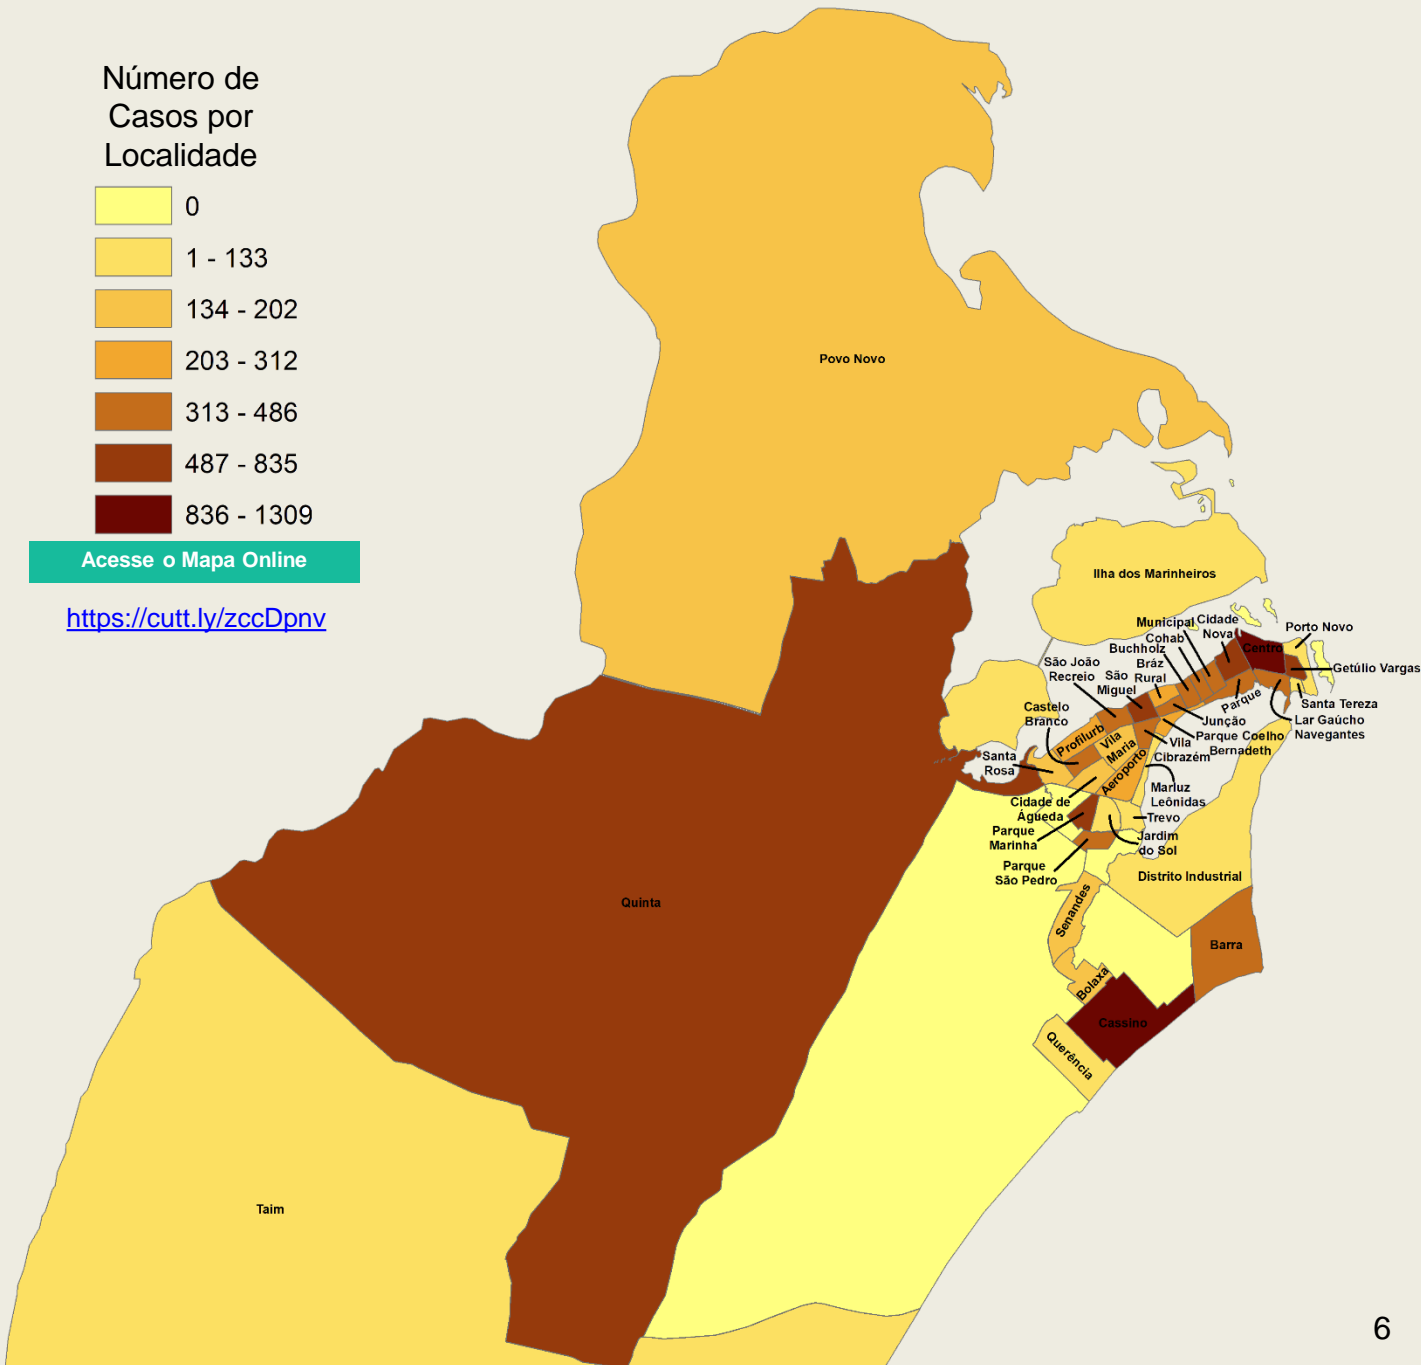 Número de
Casos por
Localidade
0
1 - 133
134 - 202
203 - 312
313 - 486
487 - 835
836 - 1309
Acesse o Mapa Online
https://cutt.ly/zccDpnv
Povo Novo
Ilha dos Marinheiros
Municipal
Cidade
Nova
Cohab
Buchholz
Bráz
Rural
São João
Recreio
São
Miguel
Castelo
Branco
Centro
Porto Novo
Getúlio Vargas
Santa Tereza
Lar Gaúcho
Navegantes
Parque
Junção
Parque Coelho
Bernadeth
Vila
Cibrazém
Profilurb
Vila
Maria
Aeroporto
Santa
Rosa
Marluz
Leônidas
Cidade de
Águeda
Trevo
Parque
Marinha
Jardim
do Sol
Parque
São Pedro
Distrito Industrial
Senandes
Quinta
Barra
Bolaxa
Cassino
Querência
Taim
6